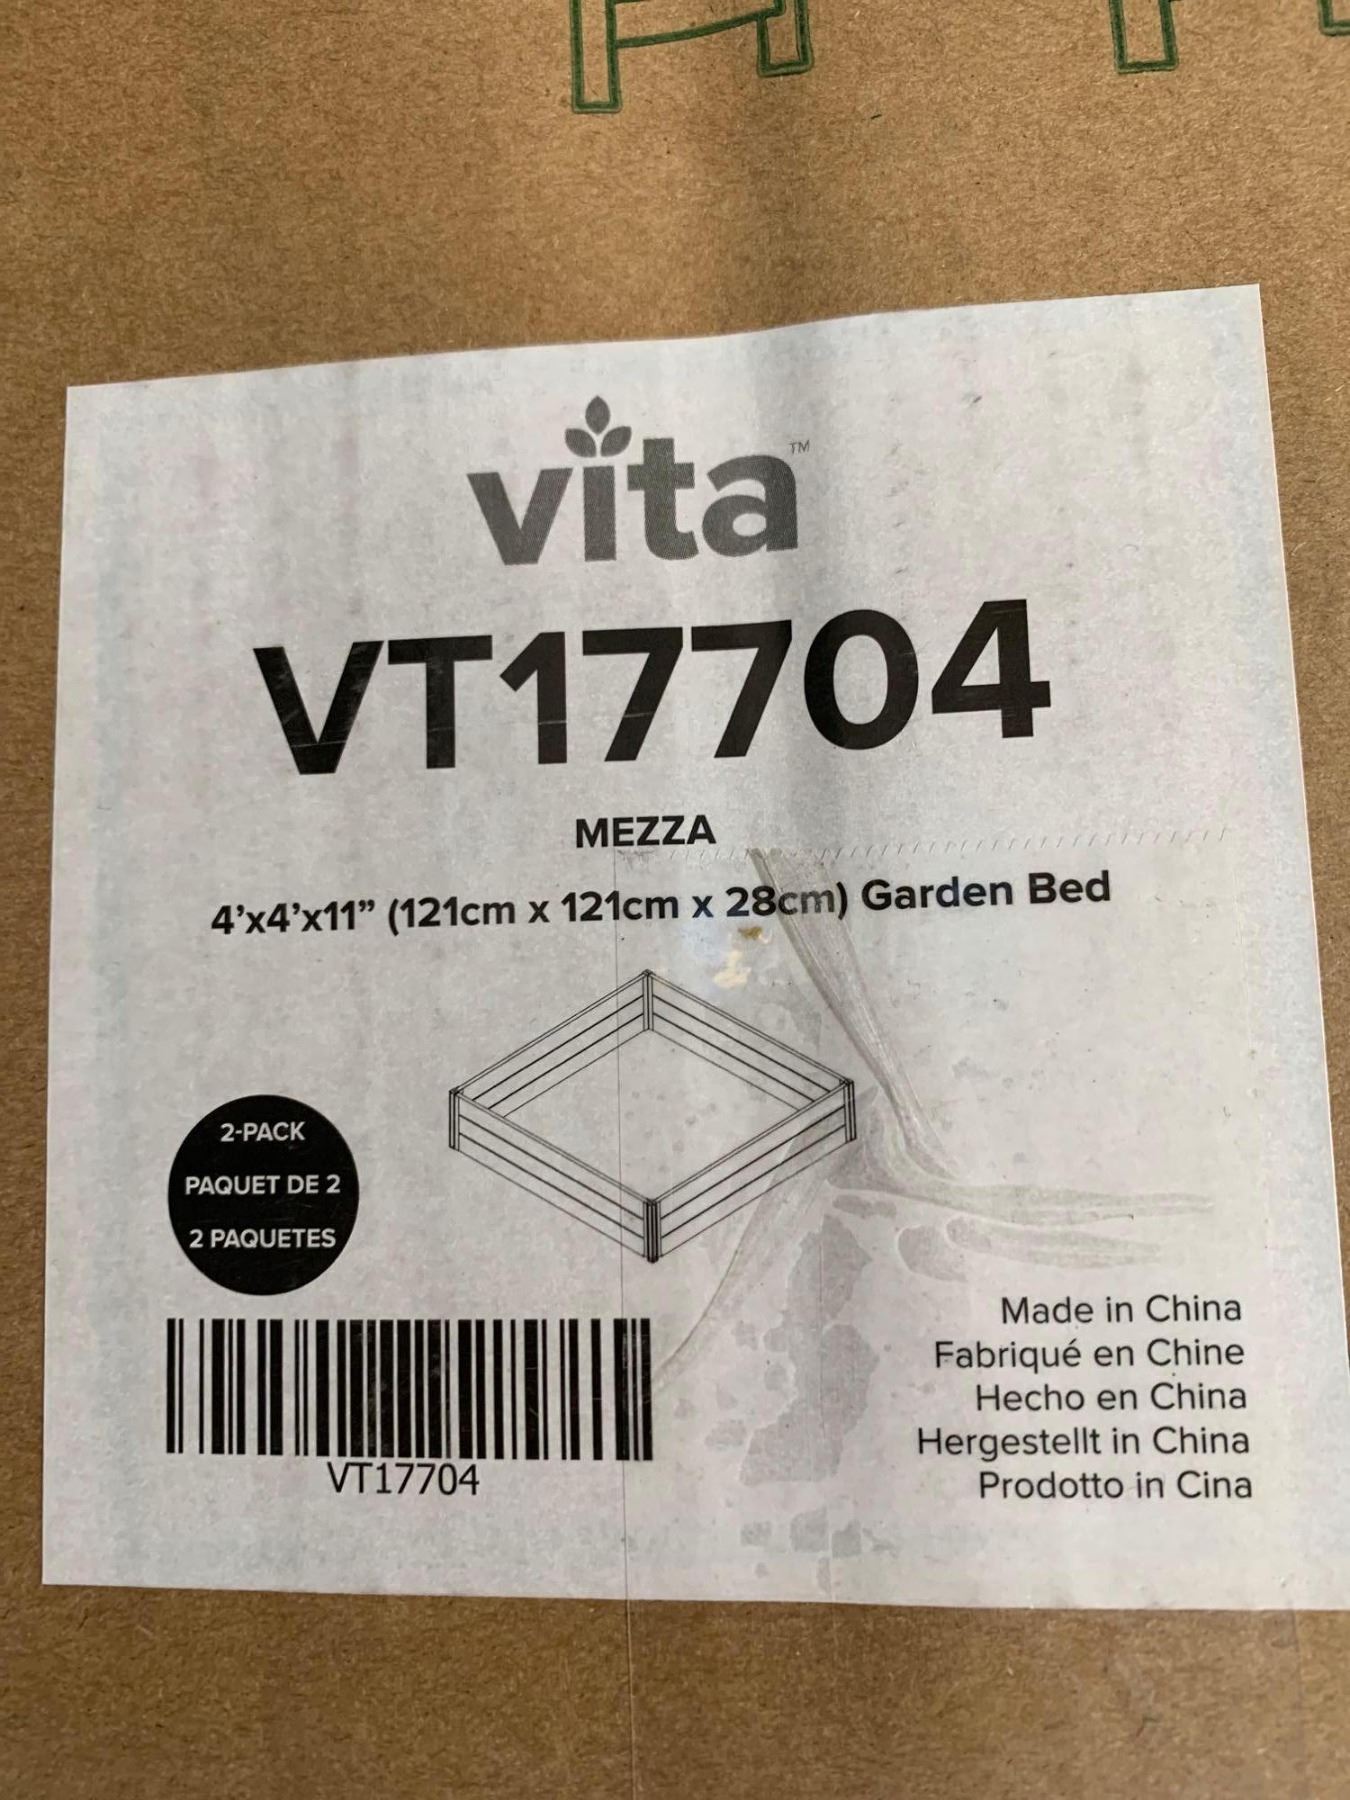 vita™
VT17704
MEZZA
4’x4’x11” (121cm x 121cm x 28cm) Garden Bed
2-PACK
PAQUET DE 2
2 PAQUETES
VT17704
Made in China
Fabriqué en Chine
Hecho en China
Hergestellt in China
Prodotto in Cina